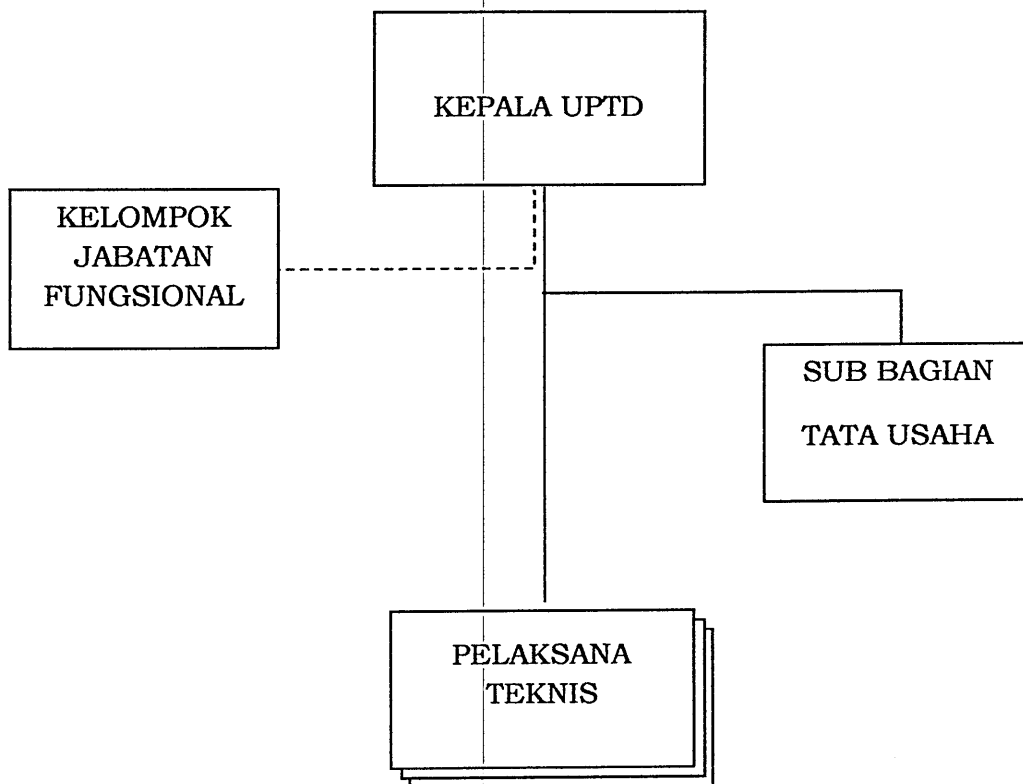 KEPALA UPTD
KELOMPOK
JABATAN
FUNGSIONAL
SUB BAGIAN
TATA USAHA
PELAKSANA
TEKNIS